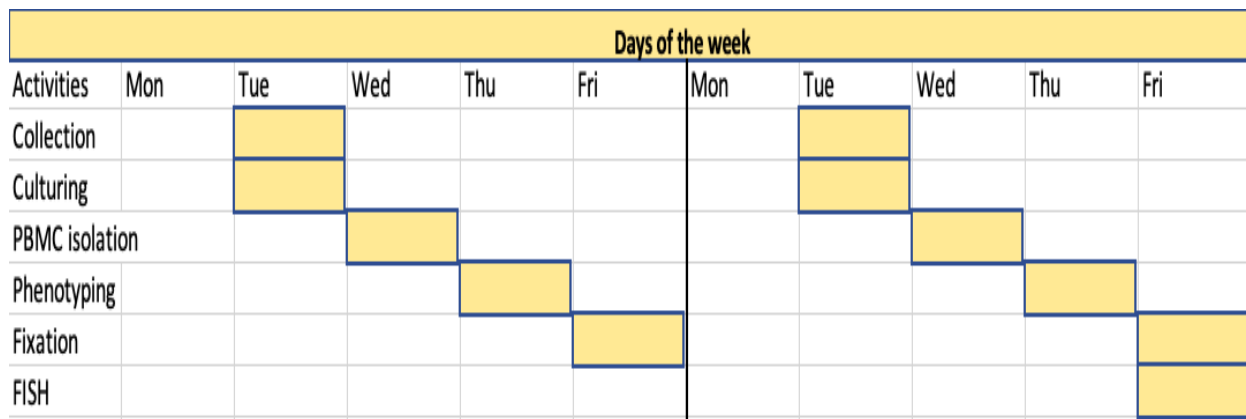 Days of the week
Activities Mon Tue Wed Thu Fri Mon Tue Wed Thu Fri
Collection
Culturing
PBMC isolation
Phenotyping
Fixation
FISH